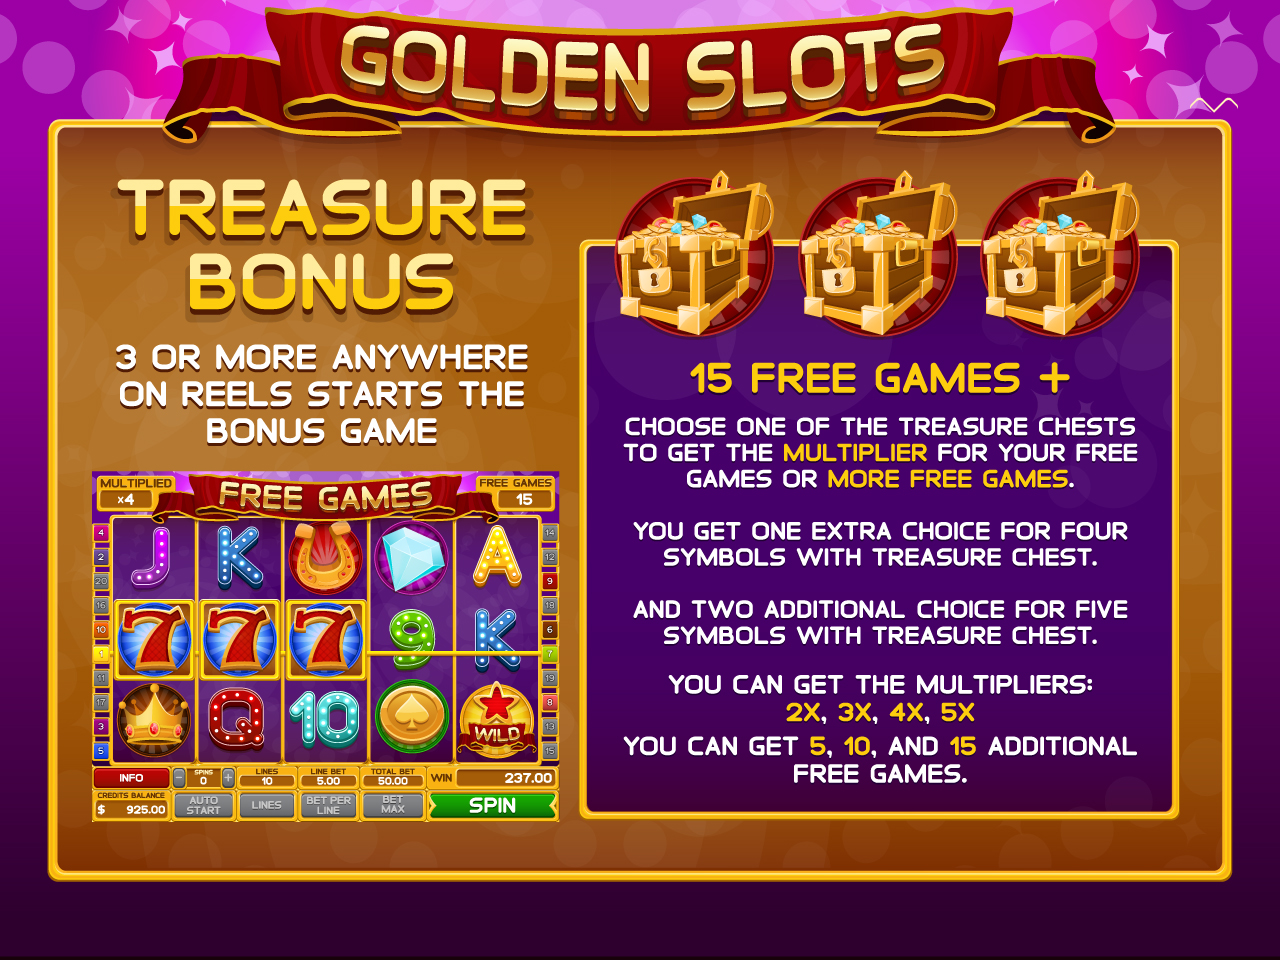 GOLDEN SLOTS
TREASURE
BONUS
3 OR MORE ANYWHERE
ON REELS STARTS THE
BONUS GAME
MULTIPLIED
x4
FREE GAMES
FREE GAMES
15
4
2
20
16
10
1
11
17
3
5
J
K
A
7
7
7
9
K
Q
10
WILD
14
12
9
18
6
7
19
8
13
15
INFO
- SPINS 0 +
LINES
10
LINE BET
5.00
TOTAL BET
50.00
WIN 237.00
CREDITS BALANCE
$ 925.00
AUTO
START
LINES
BET PER
LINE
BET
MAX
SPIN
15 FREE GAMES +
CHOOSE ONE OF THE TREASURE CHESTS
TO GET THE MULTIPLIER FOR YOUR FREE
GAMES OR MORE FREE GAMES.
YOU GET ONE EXTRA CHOICE FOR FOUR
SYMBOLS WITH TREASURE CHEST.
AND TWO ADDITIONAL CHOICE FOR FIVE
SYMBOLS WITH TREASURE CHEST.
YOU CAN GET THE MULTIPLIERS:
2X, 3X, 4X, 5X
YOU CAN GET 5, 10, AND 15 ADDITIONAL
FREE GAMES.